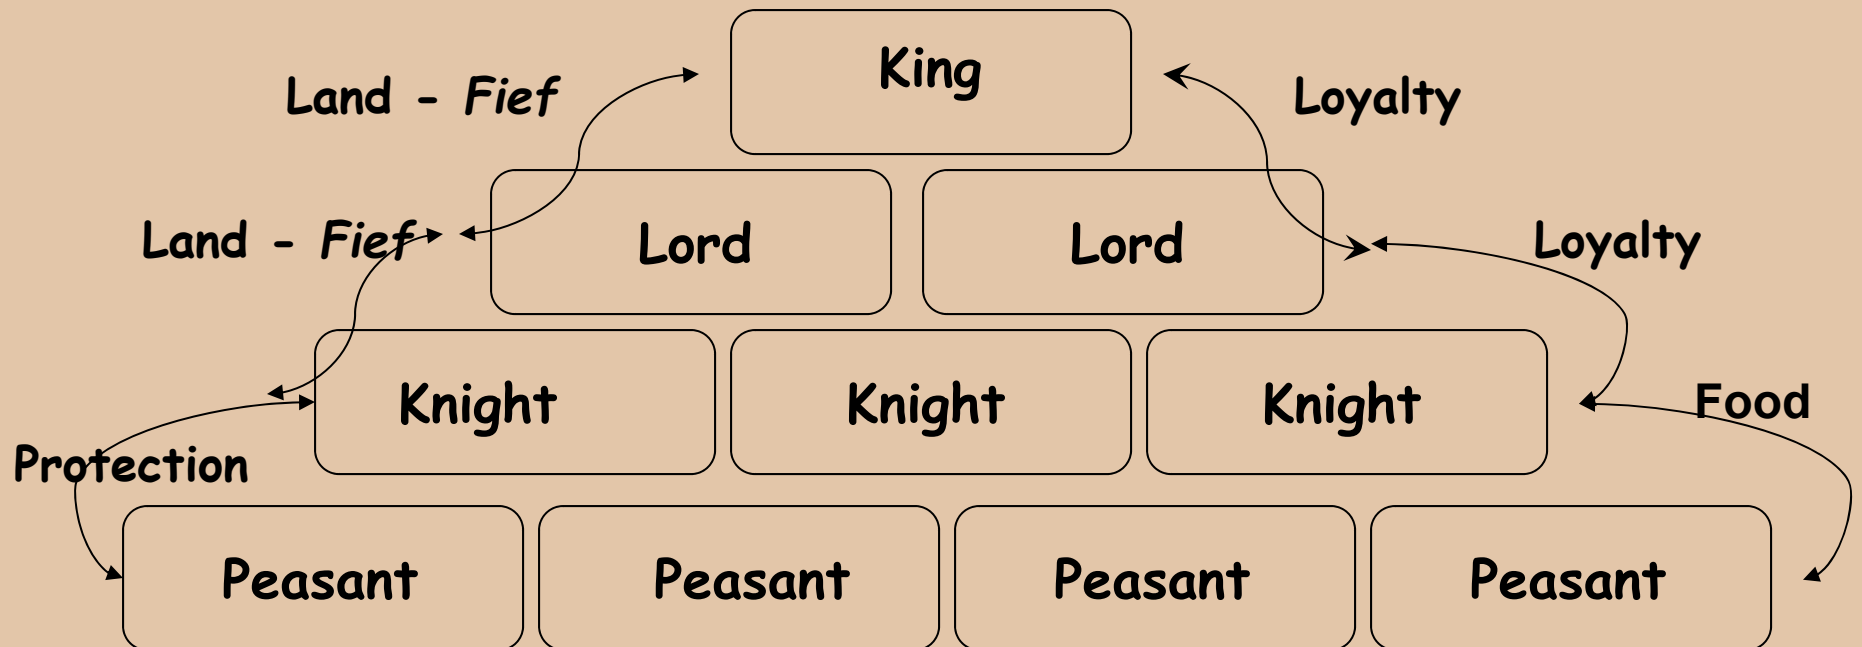 King
Land - Fief
Loyalty
Land - Fief
Lord
Lord
Loyalty
Knight
Knight
Knight
Food
Protection
Peasant
Peasant
Peasant
Peasant